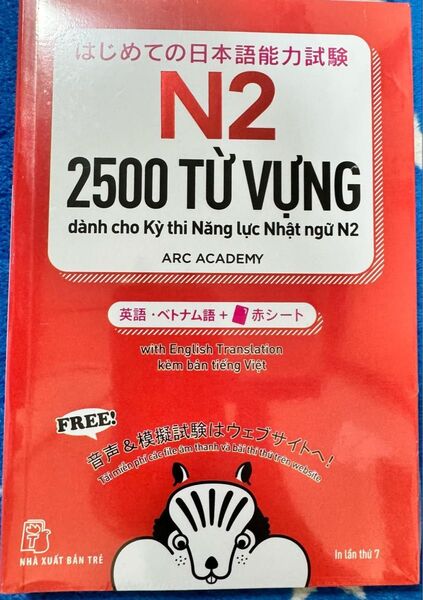 はじめての日本語能力試験
N2
2500 TỪ VỰNG
dành cho Kỳ thi Năng lực Nhật ngữ N2
ARC ACADEMY
英語・ベトナム語+赤シート
with English Translation
kèm bản tiếng Việt
FREE!
音声&模擬試験はウェブサイトへ!
Tải miễn phí các file âm thanh và bài thi thử trên website
NHÀ XUẤT BẢN TRẺ
In lần thứ 7